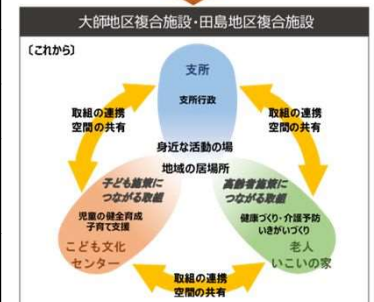 大師地区複合施設・田島地区複合施設
〔これから〕
支所
支所行政
取組の連携
空間の共有
取組の連携
空間の共有
身近な活動の場
地域の居場所
子ども施策に
つながる取組
高齢者施策に
つながる取組
児童の健全育成
子育て支援
健康づくり・介護予防
いきがいづくり
こども文化
センター
老人
いこいの家
取組の連携
空間の共有